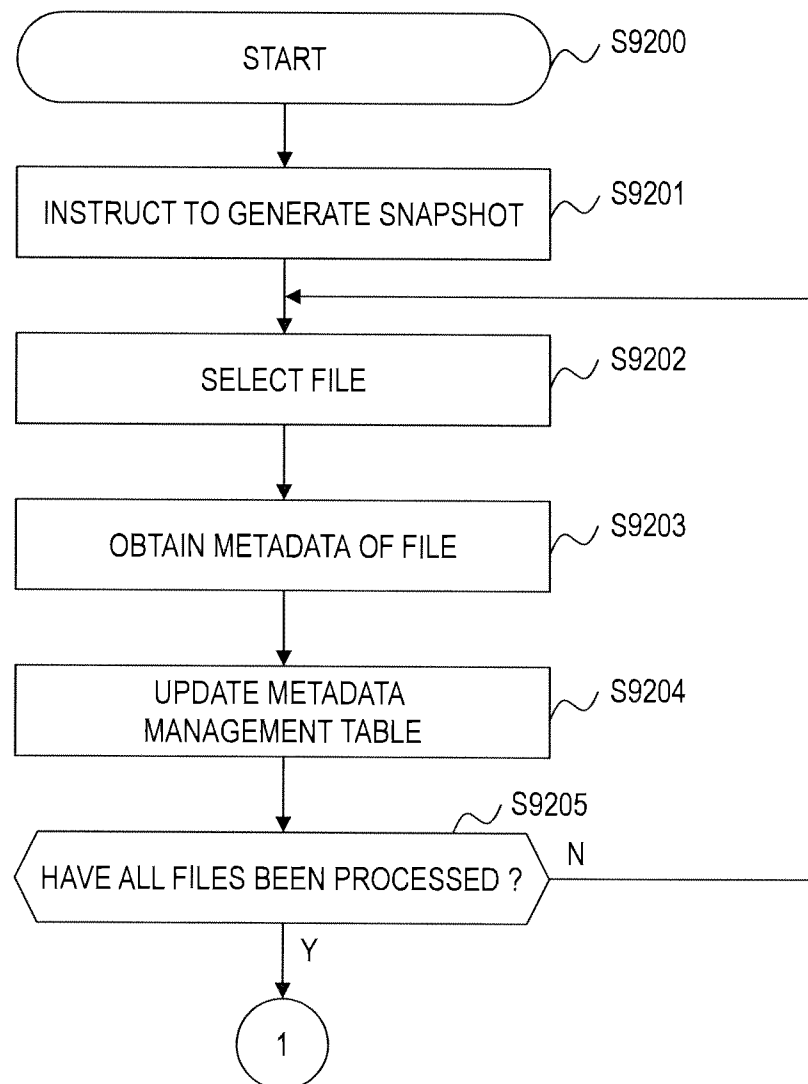 START
S9200
INSTRUCT TO GENERATE SNAPSHOT
S9201
SELECT FILE
S9202
OBTAIN METADATA OF FILE
S9203
UPDATE METADATA
MANAGEMENT TABLE
S9204
S9205
HAVE ALL FILES BEEN PROCESSED ?
N
Y
1